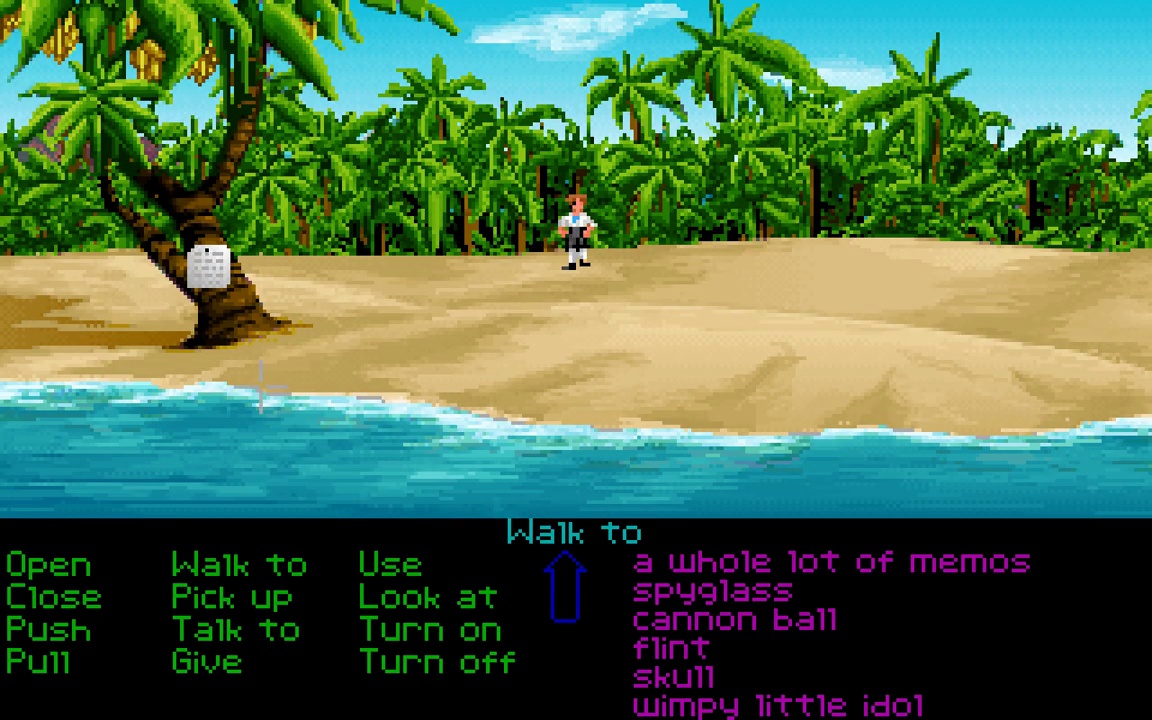 Walk to
Open Walk to Use
Close Pick up Look at
Push Talk to Turn on
Pull Give Turn off
a whole lot of memos
spyglass
cannon ball
flint
skull
wimpy little idol